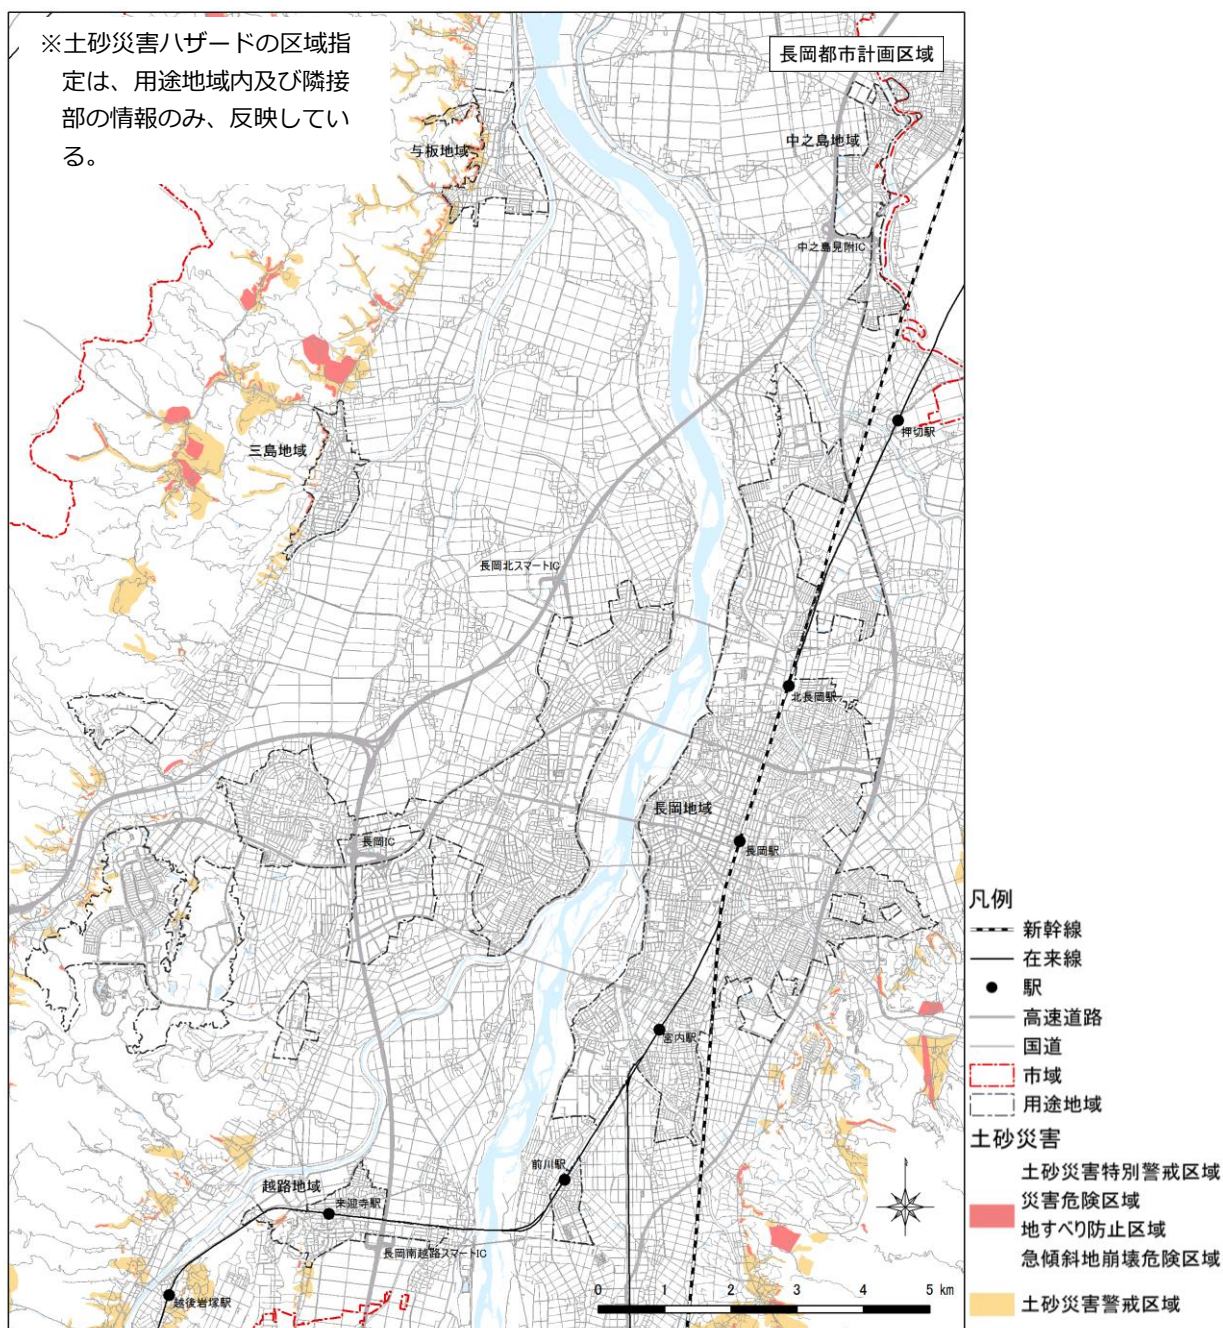 ※土砂災害ハザードの区域指
定は、用途地域内及び隣接
部の情報のみ、反映してい
る。
長岡都市計画区域
中之島地域
与板地域
中之島見附IC
押切駅
三島地域
長岡北スマートIC
北長岡駅
長岡地域
長岡IC
長岡駅
宮内駅
前川駅
越路地域
来迎寺駅
長岡南越路スマートIC
越後岩塚駅
0 1 2 3 4 5 km
凡例
新幹線
在来線
駅
高速道路
国道
市域
用途地域
土砂災害
土砂災害特別警戒区域
災害危険区域
地すべり防止区域
急傾斜地崩壊危険区域
土砂災害警戒区域